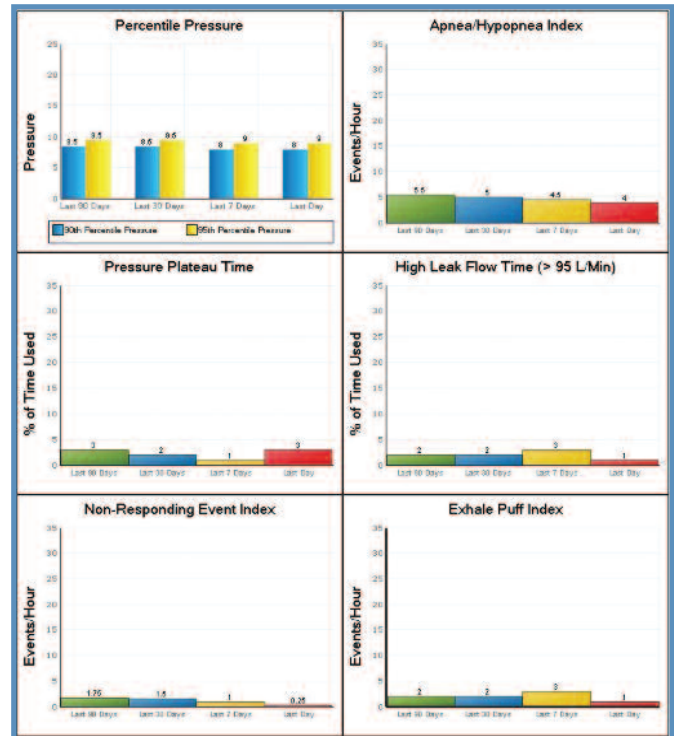 Percentile Pressure
Pressure
25
20
15
10
5
0
8.5
9.5
8.5
9.5
8
9
8
9
Last 90 Days
Last 30 Days
Last 7 Days
Last Day
90th Percentile Pressure
95th Percentile Pressure
Apnea/Hypopnea Index
Events/Hour
35
30
25
20
15
10
5
0
5.5
5
4.5
4
Last 90 Days
Last 30 Days
Last 7 Days
Last Day
Pressure Plateau Time
% of Time Used
35
30
25
20
15
10
5
0
3
2
1
3
Last 90 Days
Last 30 Days
Last 7 Days
Last Day
High Leak Flow Time (> 95 L/Min)
% of Time Used
35
30
25
20
15
10
5
0
2
2
3
1
Last 90 Days
Last 30 Days
Last 7 Days
Last Day
Non-Responding Event Index
Events/Hour
35
30
25
20
15
10
5
0
1.75
1.5
1
0.25
Last 90 Days
Last 30 Days
Last 7 Days
Last Day
Exhale Puff Index
Events/Hour
35
30
25
20
15
10
5
0
2
2
3
1
Last 90 Days
Last 30 Days
Last 7 Days
Last Day